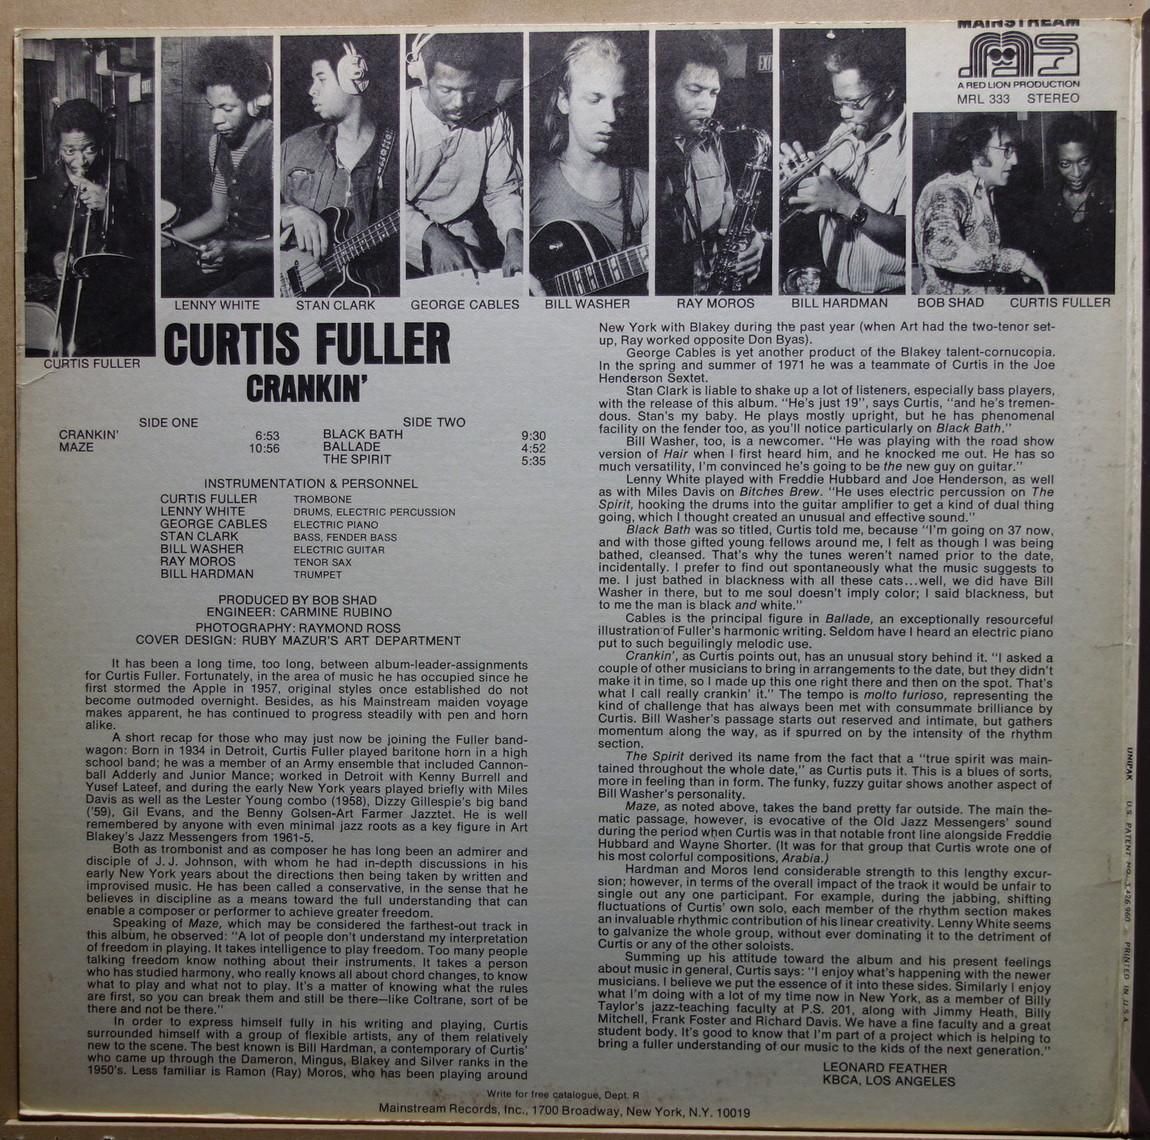 MAINSTREAM
A RED LION PRODUCTION
MRL 333 STEREO
LENNY WHITE STAN CLARK GEORGE CABLES BILL WASHER RAY MOROS BILL HARDMAN BOB SHAD CURTIS FULLER
CURTIS FULLER
CURTIS FULLER
CRANKIN'
SIDE ONE
CRANKIN' 6:53
MAZE 10:56
SIDE TWO
BLACK BATH 9:30
BALLADE 4:52
THE SPIRIT 5:35
INSTRUMENTATION & PERSONNEL
CURTIS FULLER TROMBONE
LENNY WHITE DRUMS, ELECTRIC PERCUSSION
GEORGE CABLES ELECTRIC PIANO
STAN CLARK BASS, FENDER BASS
BILL WASHER ELECTRIC GUITAR
RAY MOROS TENOR SAX
BILL HARDMAN TRUMPET
PRODUCED BY BOB SHAD
ENGINEER: CARMINE RUBINO
PHOTOGRAPHY: RAYMOND ROSS
COVER DESIGN: RUBY MAZUR'S ART DEPARTMENT
It has been a long time, too long, between album-leader-assignments
for Curtis Fuller. Fortunately, in the area of music he has occupied since he
first stormed the Apple in 1957, original styles once established do not
become outmoded overnight. Besides, as his Mainstream maiden voyage
makes apparent, he has continued to progress steadily with pen and horn
alike.
A short recap for those who may just now be joining the Fuller band-
wagon: Born in 1934 in Detroit, Curtis Fuller played baritone horn in a high
school band; he was a member of an Army ensemble that included Cannon-
ball Adderly and Junior Mance; worked in Detroit with Kenny Burrell and
Yusef Lateef, and during the early New York years played briefly with Miles
Davis as well as the Lester Young combo (1958), Dizzy Gillespie's big band
('59), Gil Evans, and the Benny Golsen-Art Farmer Jazztet. He is well
remembered by anyone with even minimal jazz roots as a key figure in Art
Blakey's Jazz Messengers from 1961-5.
Both as trombonist and as composer he has long been an admirer and
disciple of J. J. Johnson, with whom he had in-depth discussions in his
early New York years about the directions then being taken by written and
improvised music. He has been called a conservative, in the sense that he
believes in discipline as a means toward the full understanding that can
enable a composer or performer to achieve greater freedom.
Speaking of Maze, which may be considered the farthest-out track in
this album, he observed: "A lot of people don't understand my interpretation
of freedom in playing. It takes intelligence to play freedom. Too many people
talking freedom know nothing about their instruments. It takes a person
who has studied harmony, who really knows all about chord changes, to know
what to play and what not to play. It's a matter of knowing what the rules
are first, so you can break them and still be there—like Coltrane, sort of be
there and not be there."
In order to express himself fully in his writing and playing, Curtis
surrounded himself with a group of flexible artists, any of them relatively
new to the scene. The best known is Bill Hardman, a contemporary of Curtis'
who came up through the Dameron, Mingus, Blakey and Silver ranks in the
1950's. Less familiar is Ramon (Ray) Moros, who has been playing around
New York with Blakey during the past year (when Art had the two-tenor set-
up, Ray worked opposite Don Byas).
George Cables is yet another product of the Blakey talent-cornucopia.
In the spring and summer of 1971 he was a teammate of Curtis in the Joe
Henderson Sextet.
Stan Clark is liable to shake up a lot of listeners, especially bass players,
with the release of this album. "He's just 19", says Curtis, "and he's tremen-
dous. Stan's my baby. He plays mostly upright, but he has phenomenal
facility on the fender too, as you'll notice particularly on Black Bath."
Bill Washer, too, is a newcomer. "He was playing with the road show
version of Hair when I first heard him, and he knocked me out. He has so
much versatility, I'm convinced he's going to be the new guy on guitar."
Lenny White played with Freddie Hubbard and Joe Henderson, as well
as with Miles Davis on Bitches Brew. "He uses electric percussion on The
Spirit, hooking the drums into the guitar amplifier to get a kind of dual thing
going, which I thought created an unusual and effective sound."
Black Bath was so titled, Curtis told me, because "I'm going on 37 now,
and with those gifted young fellows around me, I felt as though I was being
bathed, cleansed. That's why the tunes weren't named prior to the date,
incidentally. I prefer to find out spontaneously what the music suggests to
me. I just bathed in blackness with all these cats...well, we did have Bill
Washer in there, but to me soul doesn't imply color; I said blackness, but
to me the man is black and white."
Cables is the principal figure in Ballade, an exceptionally resourceful
illustration of Fuller's harmonic writing. Seldom have I heard an electric piano
put to such beguilingly melodic use.
Crankin', as Curtis points out, has an unusual story behind it. "I asked a
couple of other musicians to bring in arrangements to the date, but they didn't
make it in time, so I made up this one right there and then on the spot. That's
what I call really crankin' it." The tempo is molto furioso, representing the
kind of challenge that has always been met with consummate brilliance by
Curtis. Bill Washer's passage starts out reserved and intimate, but gathers
momentum along the way, as if spurred on by the intensity of the rhythm
section.
The Spirit derived its name from the fact that a "true spirit was main-
tained throughout the whole date," as Curtis puts it. This is a blues of sorts,
more in feeling than in form. The funky, fuzzy guitar shows another aspect of
Bill Washer's personality.
Maze, as noted above, takes the band pretty far outside. The main the-
matic passage, however, is evocative of the Old Jazz Messengers' sound
during the period when Curtis was in that notable front line alongside Freddie
Hubbard and Wayne Shorter. (It was for that group that Curtis wrote one of
his most colorful compositions, Arabia.)
Hardman and Moros lend considerable strength to this lengthy excur-
sion; however, in terms of the overall impact of the track it would be unfair to
single out any one participant. For example, during the jabbing, shifting
fluctuations of Curtis' own solo, each member of the rhythm section makes
an invaluable rhythmic contribution of his linear creativity. Lenny White seems
to galvanize the whole group, without ever dominating it to the detriment of
Curtis or any of the other soloists.
Summing up his attitude toward the album and his present feelings
about music in general, Curtis says: "I enjoy what's happening with the newer
musicians. I believe we put the essence of it into these sides. Similarly I enjoy
what I'm doing with a lot of my time now in New York, as a member of Billy
Taylor's jazz-teaching faculty at P.S. 201, along with Jimmy Heath, Billy
Mitchell, Frank Foster and Richard Davis. We have a fine faculty and a great
student body. It's good to know that I'm part of a project which is helping to
bring a fuller understanding of our music to the kids of the next generation."
LEONARD FEATHER
KBCA, LOS ANGELES
Write for free catalogue, Dept. R
Mainstream Records, Inc., 1700 Broadway, New York, N.Y. 10019
UNIPAK U.S. PATENT NO. 3,426,960 PRINTED IN U.S.A.